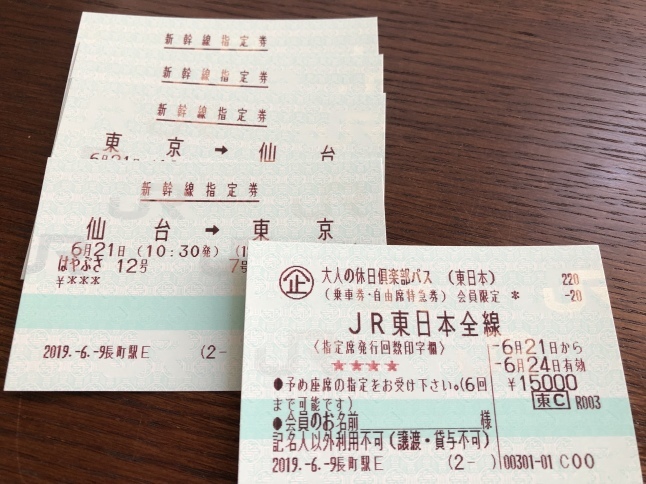 新幹線指定券
新幹線指定券
新幹線指定券
東京 → 仙台
6月21日
新幹線指定券
仙台 → 東京
6月21日 (10:30発)
はやぶさ 12号 7号
¥***
2019.-6.-9長町駅E (2-
企 大人の休日倶楽部パス (東日本) 220
(乗車券・自由席特急券) 会員限定 * -20
JR東日本全線
〈指定席発行回数印字欄〉 -6月21日から
★★★★ -6月24日有効
●予め座席の指定をお受け下さい。(6回 ¥15000
まで可能です) 東C R003
●会員のお名前 様
記名人以外利用不可(譲渡・貸与不可)
2019.-6.-9長町駅E (2- ) 00301-01 C00